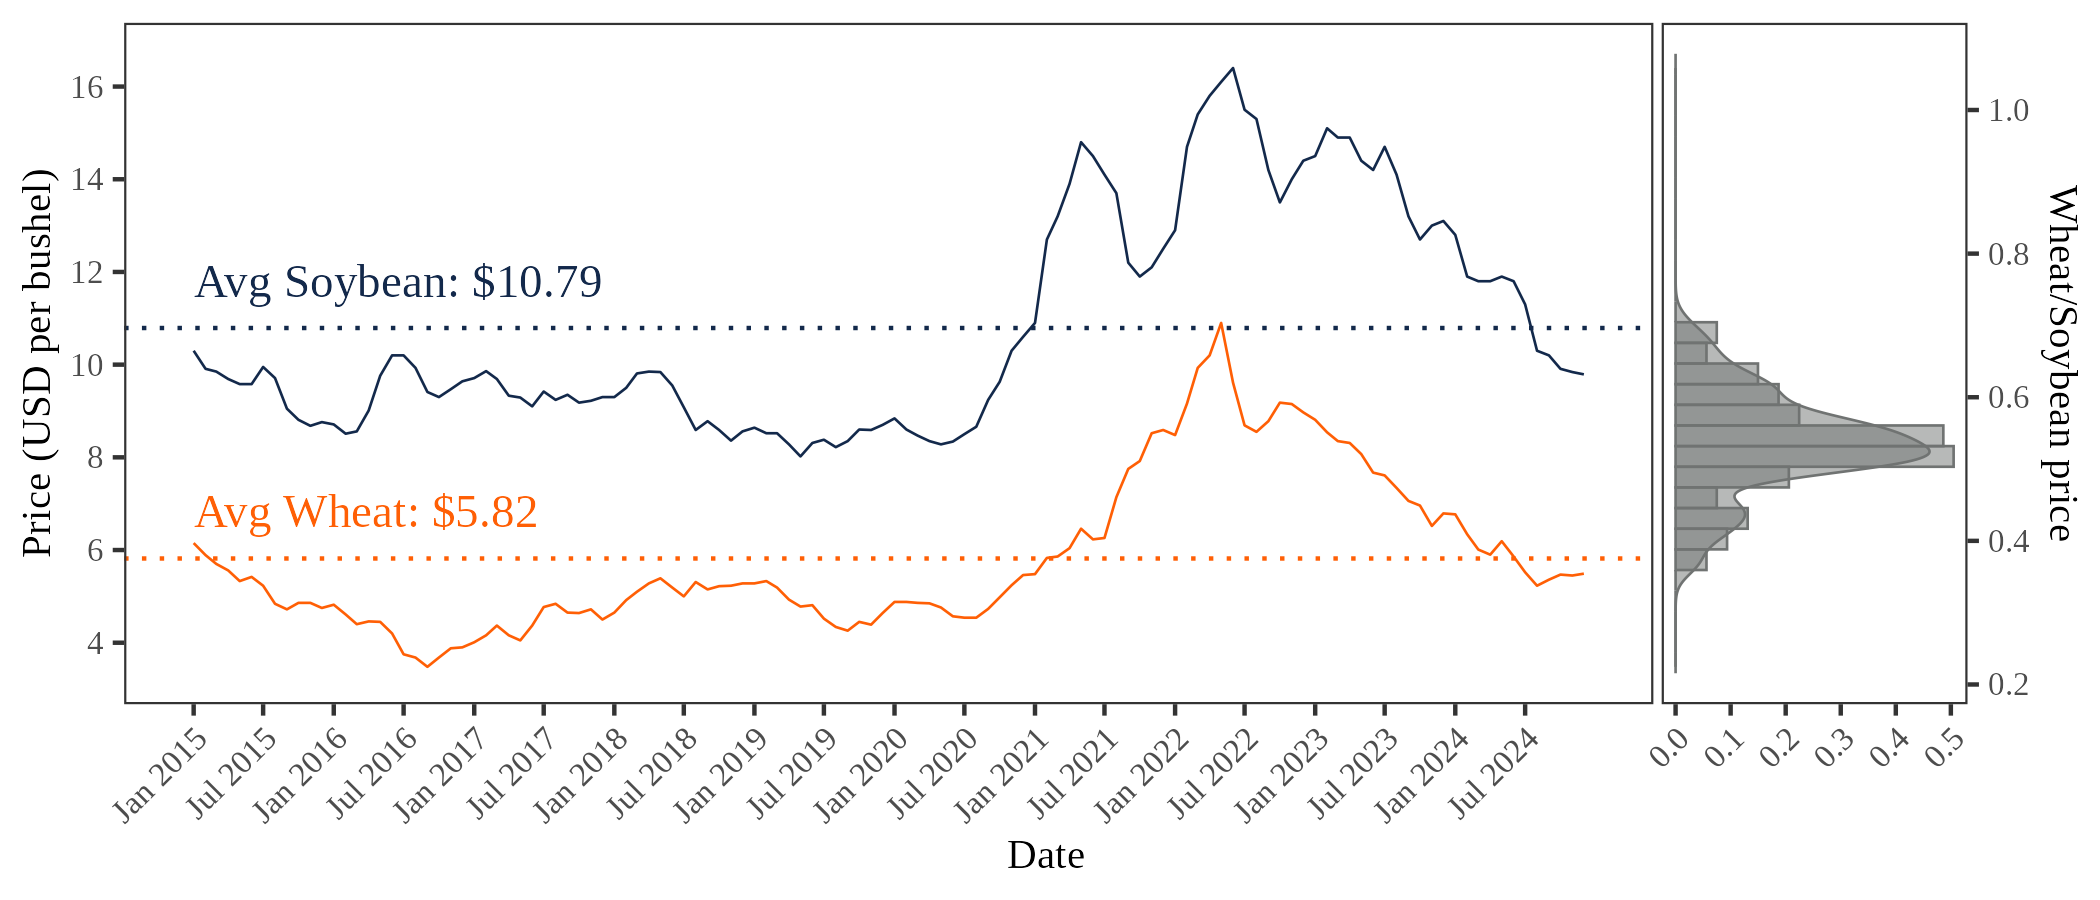 Price (USD per bushel)
16
14
12
10
8
6
4
Avg Soybean: $10.79
Avg Wheat: $5.82
Jan 2015
Jul 2015
Jan 2016
Jul 2016
Jan 2017
Jul 2017
Jan 2018
Jul 2018
Jan 2019
Jul 2019
Jan 2020
Jul 2020
Jan 2021
Jul 2021
Jan 2022
Jul 2022
Jan 2023
Jul 2023
Jan 2024
Jul 2024
Date
0.0
0.1
0.2
0.3
0.4
0.5
1.0
0.8
0.6
0.4
0.2
Wheat/Soybean price